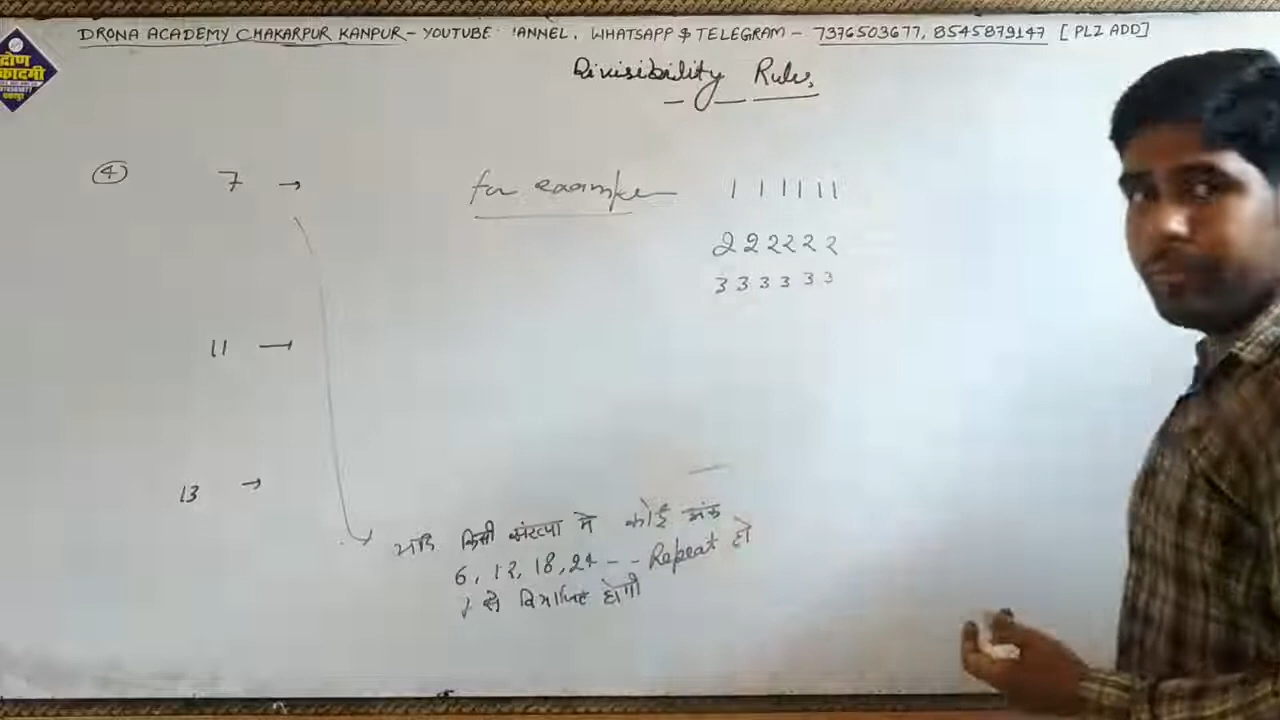 DRONA ACADEMY CHAKARPUR KANPUR - YOUTUBE ANNEL, WHATSAPP & TELEGRAM - 7376503677, 8545879147 [ PLZ ADD ]
Divisibility Rules
④ 7 → for example 1 1 1 1 1 1
2 2 2 2 2 2
3 3 3 3 3 3
11 →
13 →
यदि किसी संख्या मे कोई अंक
6, 12, 18, 24 - - Repeat हो
से विभाजित होगी